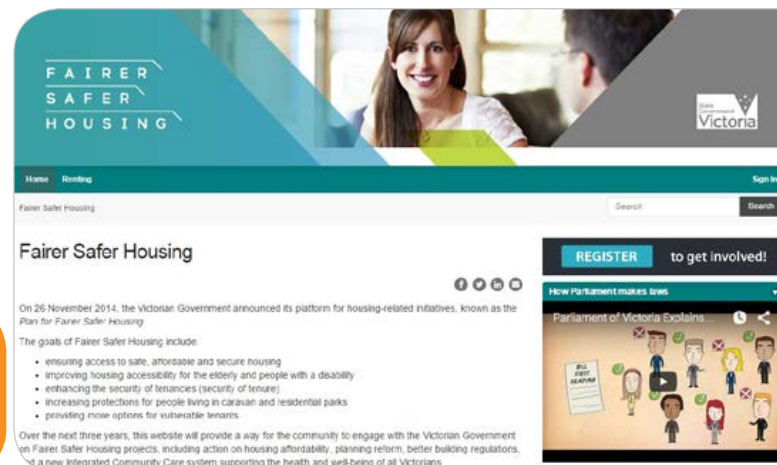 FAIRER
SAFER
HOUSING
Victoria
Home Renting Sign In
Fairer Safer Housing Search Search
Fairer Safer Housing
REGISTER to get involved!
On 26 November 2014, the Victorian Government announced its platform for housing-related initiatives, known as the
Plan for Fairer Safer Housing
The goals of Fairer Safer Housing include:
ensuring access to safe, affordable and secure housing
improving housing accessibility for the elderly and people with a disability
enhancing the security of tenancies (security of tenure)
increasing protections for people living in caravan and residential parks
providing more options for vulnerable tenants.
Over the next three years, this website will provide a way for the community to engage with the Victorian Government
on Fairer Safer Housing projects, including action on housing affordability, planning reform, better building regulations,
and a new Integrated Community Care system supporting the health and well-being of all Victorians
How Parliament makes laws
Parliament of Victoria Explains...
BILL
FIRST
READING